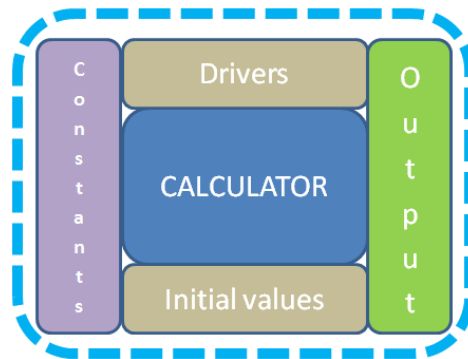 Constants
Drivers
CALCULATOR
Initial values
Output